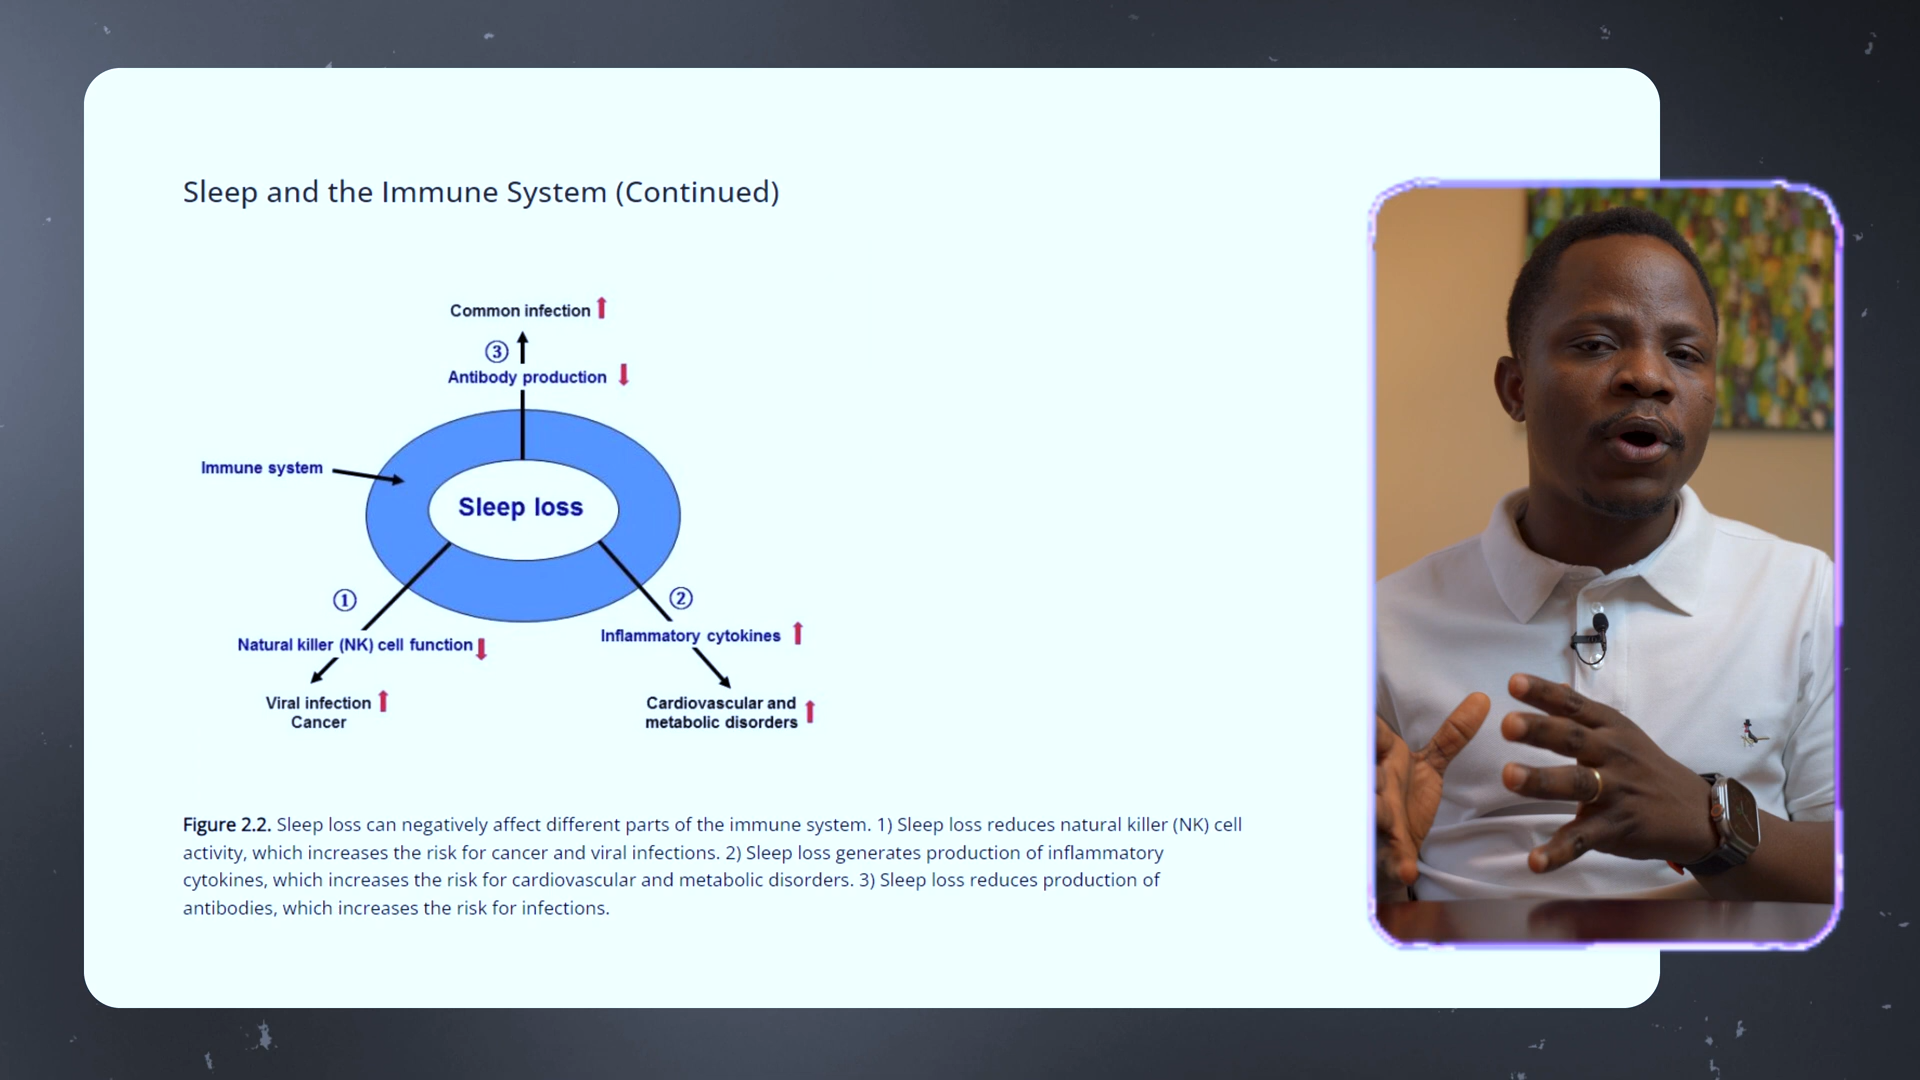 Sleep and the Immune System (Continued)
Common infection
③
Antibody production
Immune system
Sleep loss
①
②
Natural killer (NK) cell function
Inflammatory cytokines
Viral infection
Cancer
Cardiovascular and
metabolic disorders
Figure 2.2. Sleep loss can negatively affect different parts of the immune system. 1) Sleep loss reduces natural killer (NK) cell
activity, which increases the risk for cancer and viral infections. 2) Sleep loss generates production of inflammatory
cytokines, which increases the risk for cardiovascular and metabolic disorders. 3) Sleep loss reduces production of
antibodies, which increases the risk for infections.